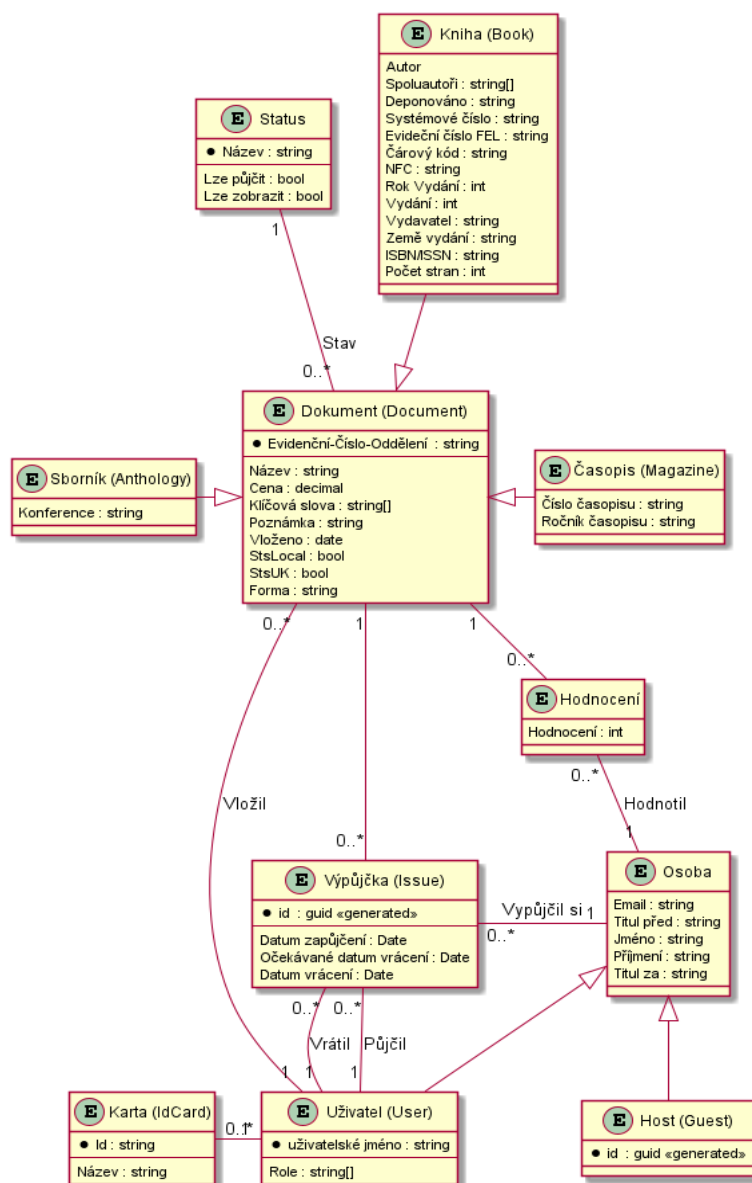 E Kniha (Book)
Autor
Spoluautoři : string[]
Deponováno : string
Systémové číslo : string
Evideční číslo FEL : string
Čárový kód : string
NFC : string
Rok Vydání : int
Vydání : int
Vydavatel : string
Země vydání : string
ISBN/ISSN : string
Počet stran : int
E Status
Název : string
Lze půjčit : bool
Lze zobrazit : bool
1
Stav
0..*
E Dokument (Document)
Evidenční-Číslo-Oddělení : string
Název : string
Cena : decimal
Klíčová slova : string[]
Poznámka : string
Vloženo : date
StsLocal : bool
StsUK : bool
Forma : string
E Sborník (Anthology)
Konference : string
E Časopis (Magazine)
Číslo časopisu : string
Ročník časopisu : string
0..*
1
1
0..*
E Hodnocení
Hodnocení : int
0..*
Hodnotil
1
Vložil
0..*
E Výpůjčka (Issue)
id : guid «generated»
Datum zapůjčení : Date
Očekávané datum vrácení : Date
Datum vrácení : Date
Vypůjčil si
1
0..*
E Osoba
Email : string
Titul před : string
Jméno : string
Příjmení : string
Titul za : string
0..*
0..*
Vrátil
Půjčil
1
1
1
E Karta (IdCard)
Id : string
Název : string
E Uživatel (User)
uživatelské jméno : string
Role : string[]
E Host (Guest)
id : guid «generated»